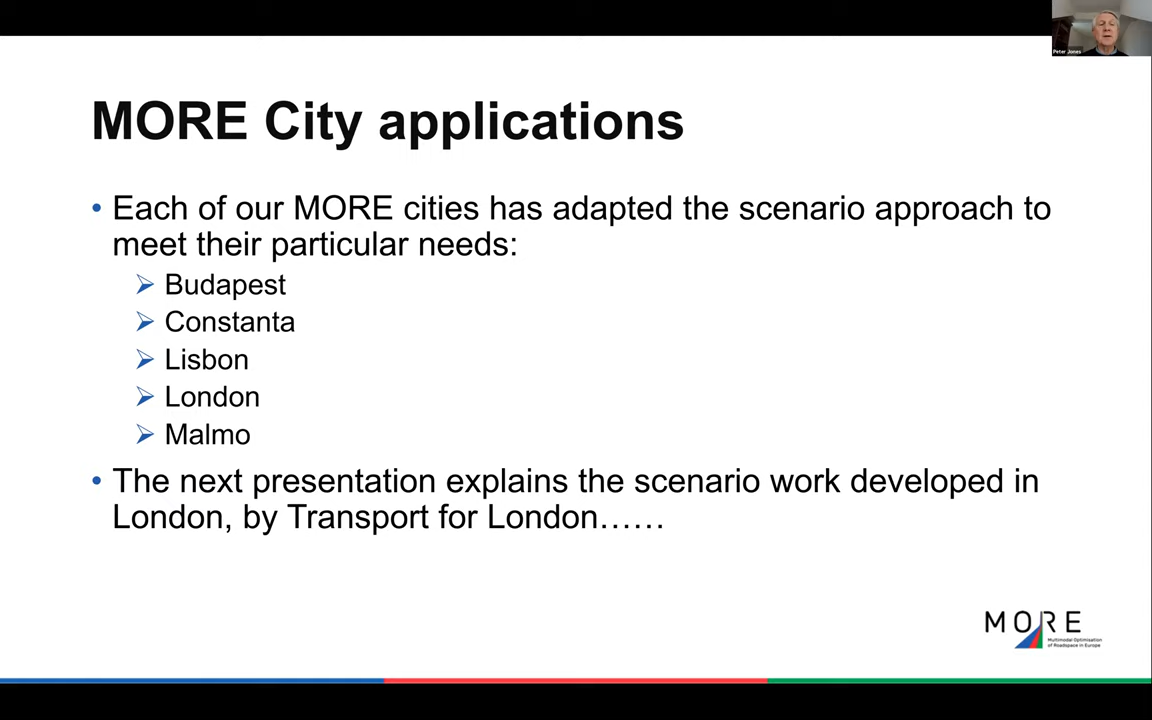 Peter Jones
MORE City applications
• Each of our MORE cities has adapted the scenario approach to
meet their particular needs:
➢ Budapest
➢ Constanta
➢ Lisbon
➢ London
➢ Malmo
• The next presentation explains the scenario work developed in
London, by Transport for London……
MORE
Multimodal Optimisation
of Roadspace in Europe